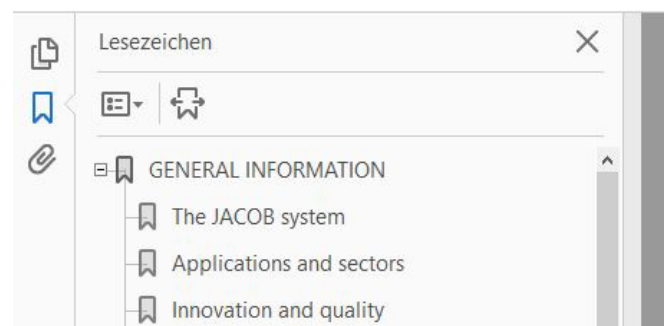 Lesezeichen
GENERAL INFORMATION
The JACOB system
Applications and sectors
Innovation and quality